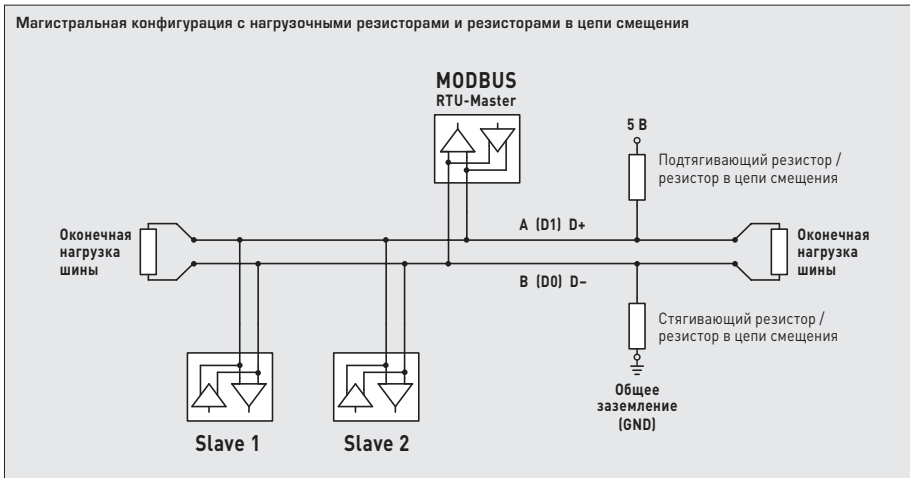 Магистральная конфигурация с нагрузочными резисторами и резисторами в цепи смещения
MODBUS
RTU-Master
5 В
Подтягивающий резистор /
резистор в цепи смещения
A (D1) D+
Оконечная
нагрузка
шины
Оконечная
нагрузка
шины
B (D0) D–
Стягивающий резистор /
резистор в цепи смещения
Общее
заземление
(GND)
Slave 1
Slave 2